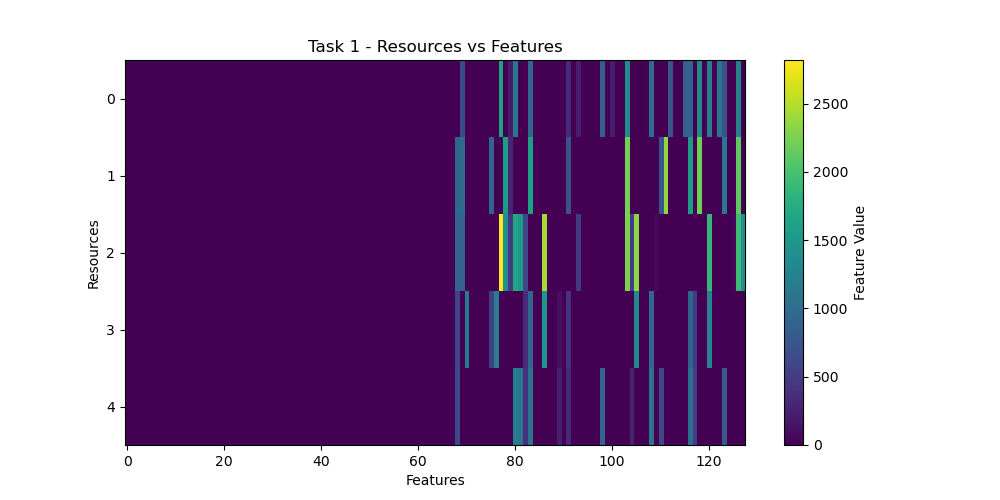 Task 1 - Resources vs Features
Resources
0
1
2
3
4
0 20 40 60 80 100 120
Features
2500
2000
1500
1000
500
0
Feature Value